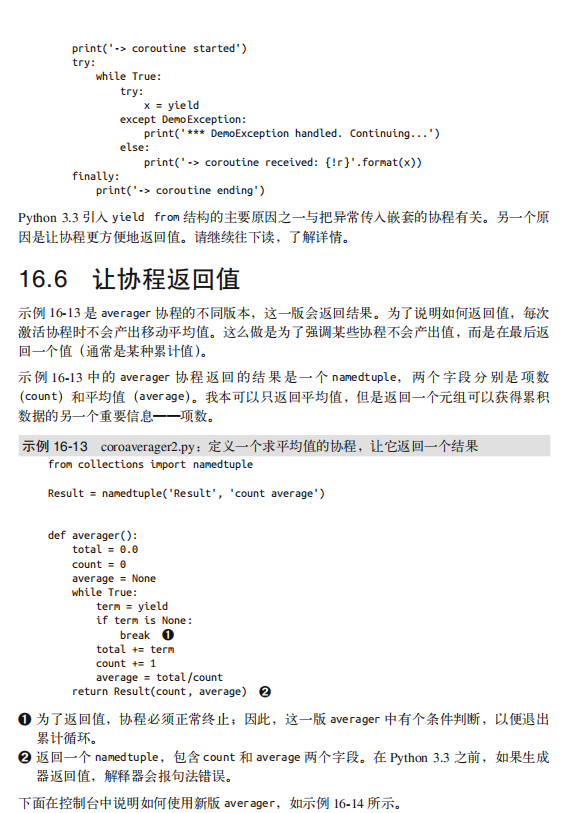 print('-> coroutine started')
try:
    while True:
        try:
            x = yield
        except DemoException:
            print('*** DemoException handled. Continuing...')
        else:
            print('-> coroutine received: {!r}'.format(x))
finally:
    print('-> coroutine ending')
Python 3.3 引入 yield from 结构的主要原因之一与把异常传入嵌套的协程有关。另一个原
因是让协程更方便地返回值。请继续往下读，了解详情。
16.6 让协程返回值
示例 16-13 是 averager 协程的不同版本，这一版会返回结果。为了说明如何返回值，每次
激活协程时不会产出移动平均值。这么做是为了强调某些协程不会产出值，而是在最后返
回一个值（通常是某种累计值）。
示例 16-13 中的 averager 协程返回的结果是一个 namedtuple，两个字段分别是项数
(count) 和平均值 (average)。我本可以只返回平均值，但是返回一个元组可以获得累积
数据的另一个重要信息——项数。
示例 16-13 coroaverager2.py：定义一个求平均值的协程，让它返回一个结果
from collections import namedtuple
Result = namedtuple('Result', 'count average')
def averager():
    total = 0.0
    count = 0
    average = None
    while True:
        term = yield
        if term is None:
            break ❶
        total += term
        count += 1
        average = total/count
    return Result(count, average) ❷
❶ 为了返回值，协程必须正常终止；因此，这一版 averager 中有个条件判断，以便退出
累计循环。
❷ 返回一个 namedtuple，包含 count 和 average 两个字段。在 Python 3.3 之前，如果生成
器返回值，解释器会报句法错误。
下面在控制台中说明如何使用新版 averager，如示例 16-14 所示。